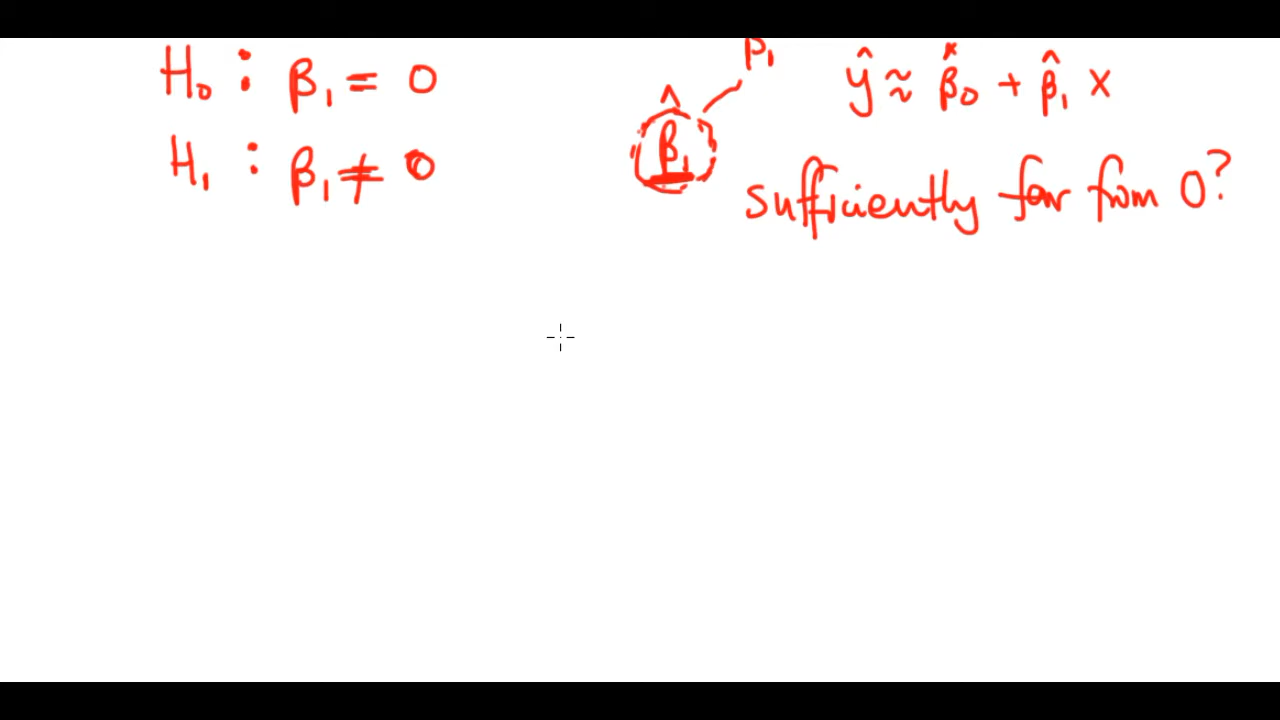 H₀ : β₁ = 0
β₁
ŷ ≈ β̂₀ + β̂₁ x
H₁ : β₁ ≠ 0
β̂₁
sufficiently far from 0?